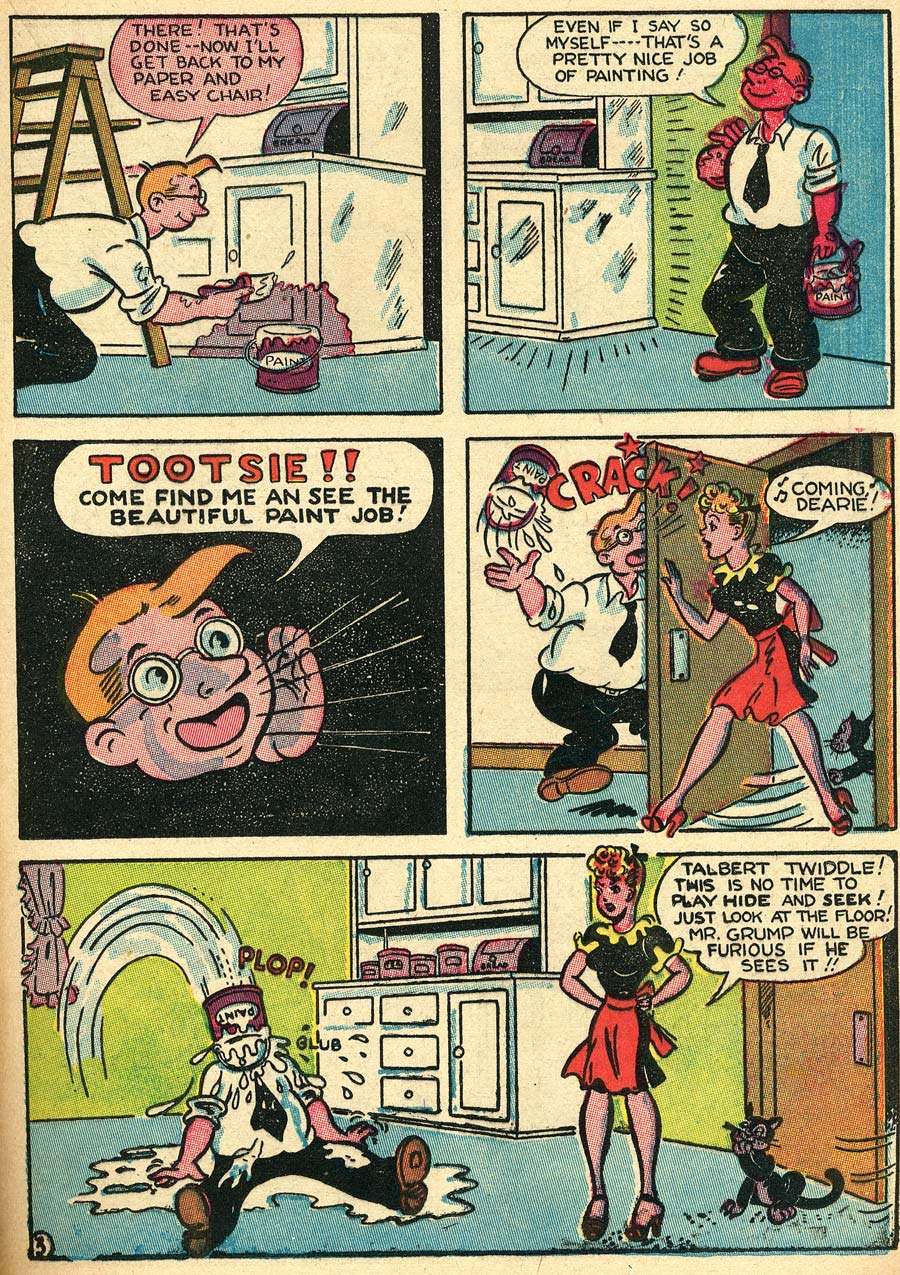 THERE! THAT'S
DONE--NOW I'LL
GET BACK TO MY
PAPER AND
EASY CHAIR!
BREAD
PAINT
EVEN IF I SAY SO
MYSELF----THAT'S A
PRETTY NICE JOB
OF PAINTING!
BREAD
PAINT
TOOTSIE!!
COME FIND ME AN SEE THE
BEAUTIFUL PAINT JOB!
PAINT
CRACK!
COMING,
DEARIE!
PLOP!
PAINT
GLUB
TALBERT TWIDDLE!
THIS IS NO TIME TO
PLAY HIDE AND SEEK!
JUST LOOK AT THE FLOOR!
MR. GRUMP WILL BE
FURIOUS IF HE
SEES IT!!
3